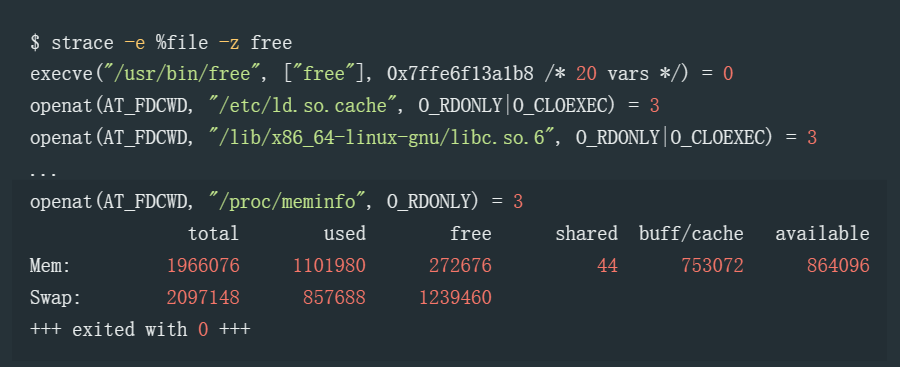 $ strace -e %file -z free
execve("/usr/bin/free", ["free"], 0x7ffe6f13a1b8 /* 20 vars */) = 0
openat(AT_FDCWD, "/etc/ld.so.cache", O_RDONLY|O_CLOEXEC) = 3
openat(AT_FDCWD, "/lib/x86_64-linux-gnu/libc.so.6", O_RDONLY|O_CLOEXEC) = 3
...
openat(AT_FDCWD, "/proc/meminfo", O_RDONLY) = 3
               total        used        free      shared  buff/cache   available
Mem:         1966076     1101980      272676          44      753072      864096
Swap:        2097148      857688     1239460
+++ exited with 0 +++